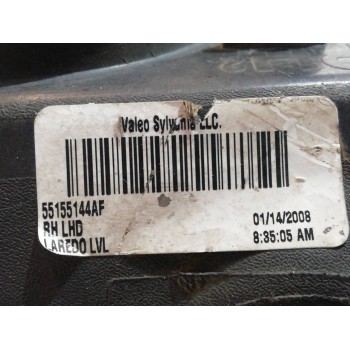 Valeo Sylvania LLC.
55155144AF
RH LHD
LAREDO LVL
01/14/2008
8:35:05 AM